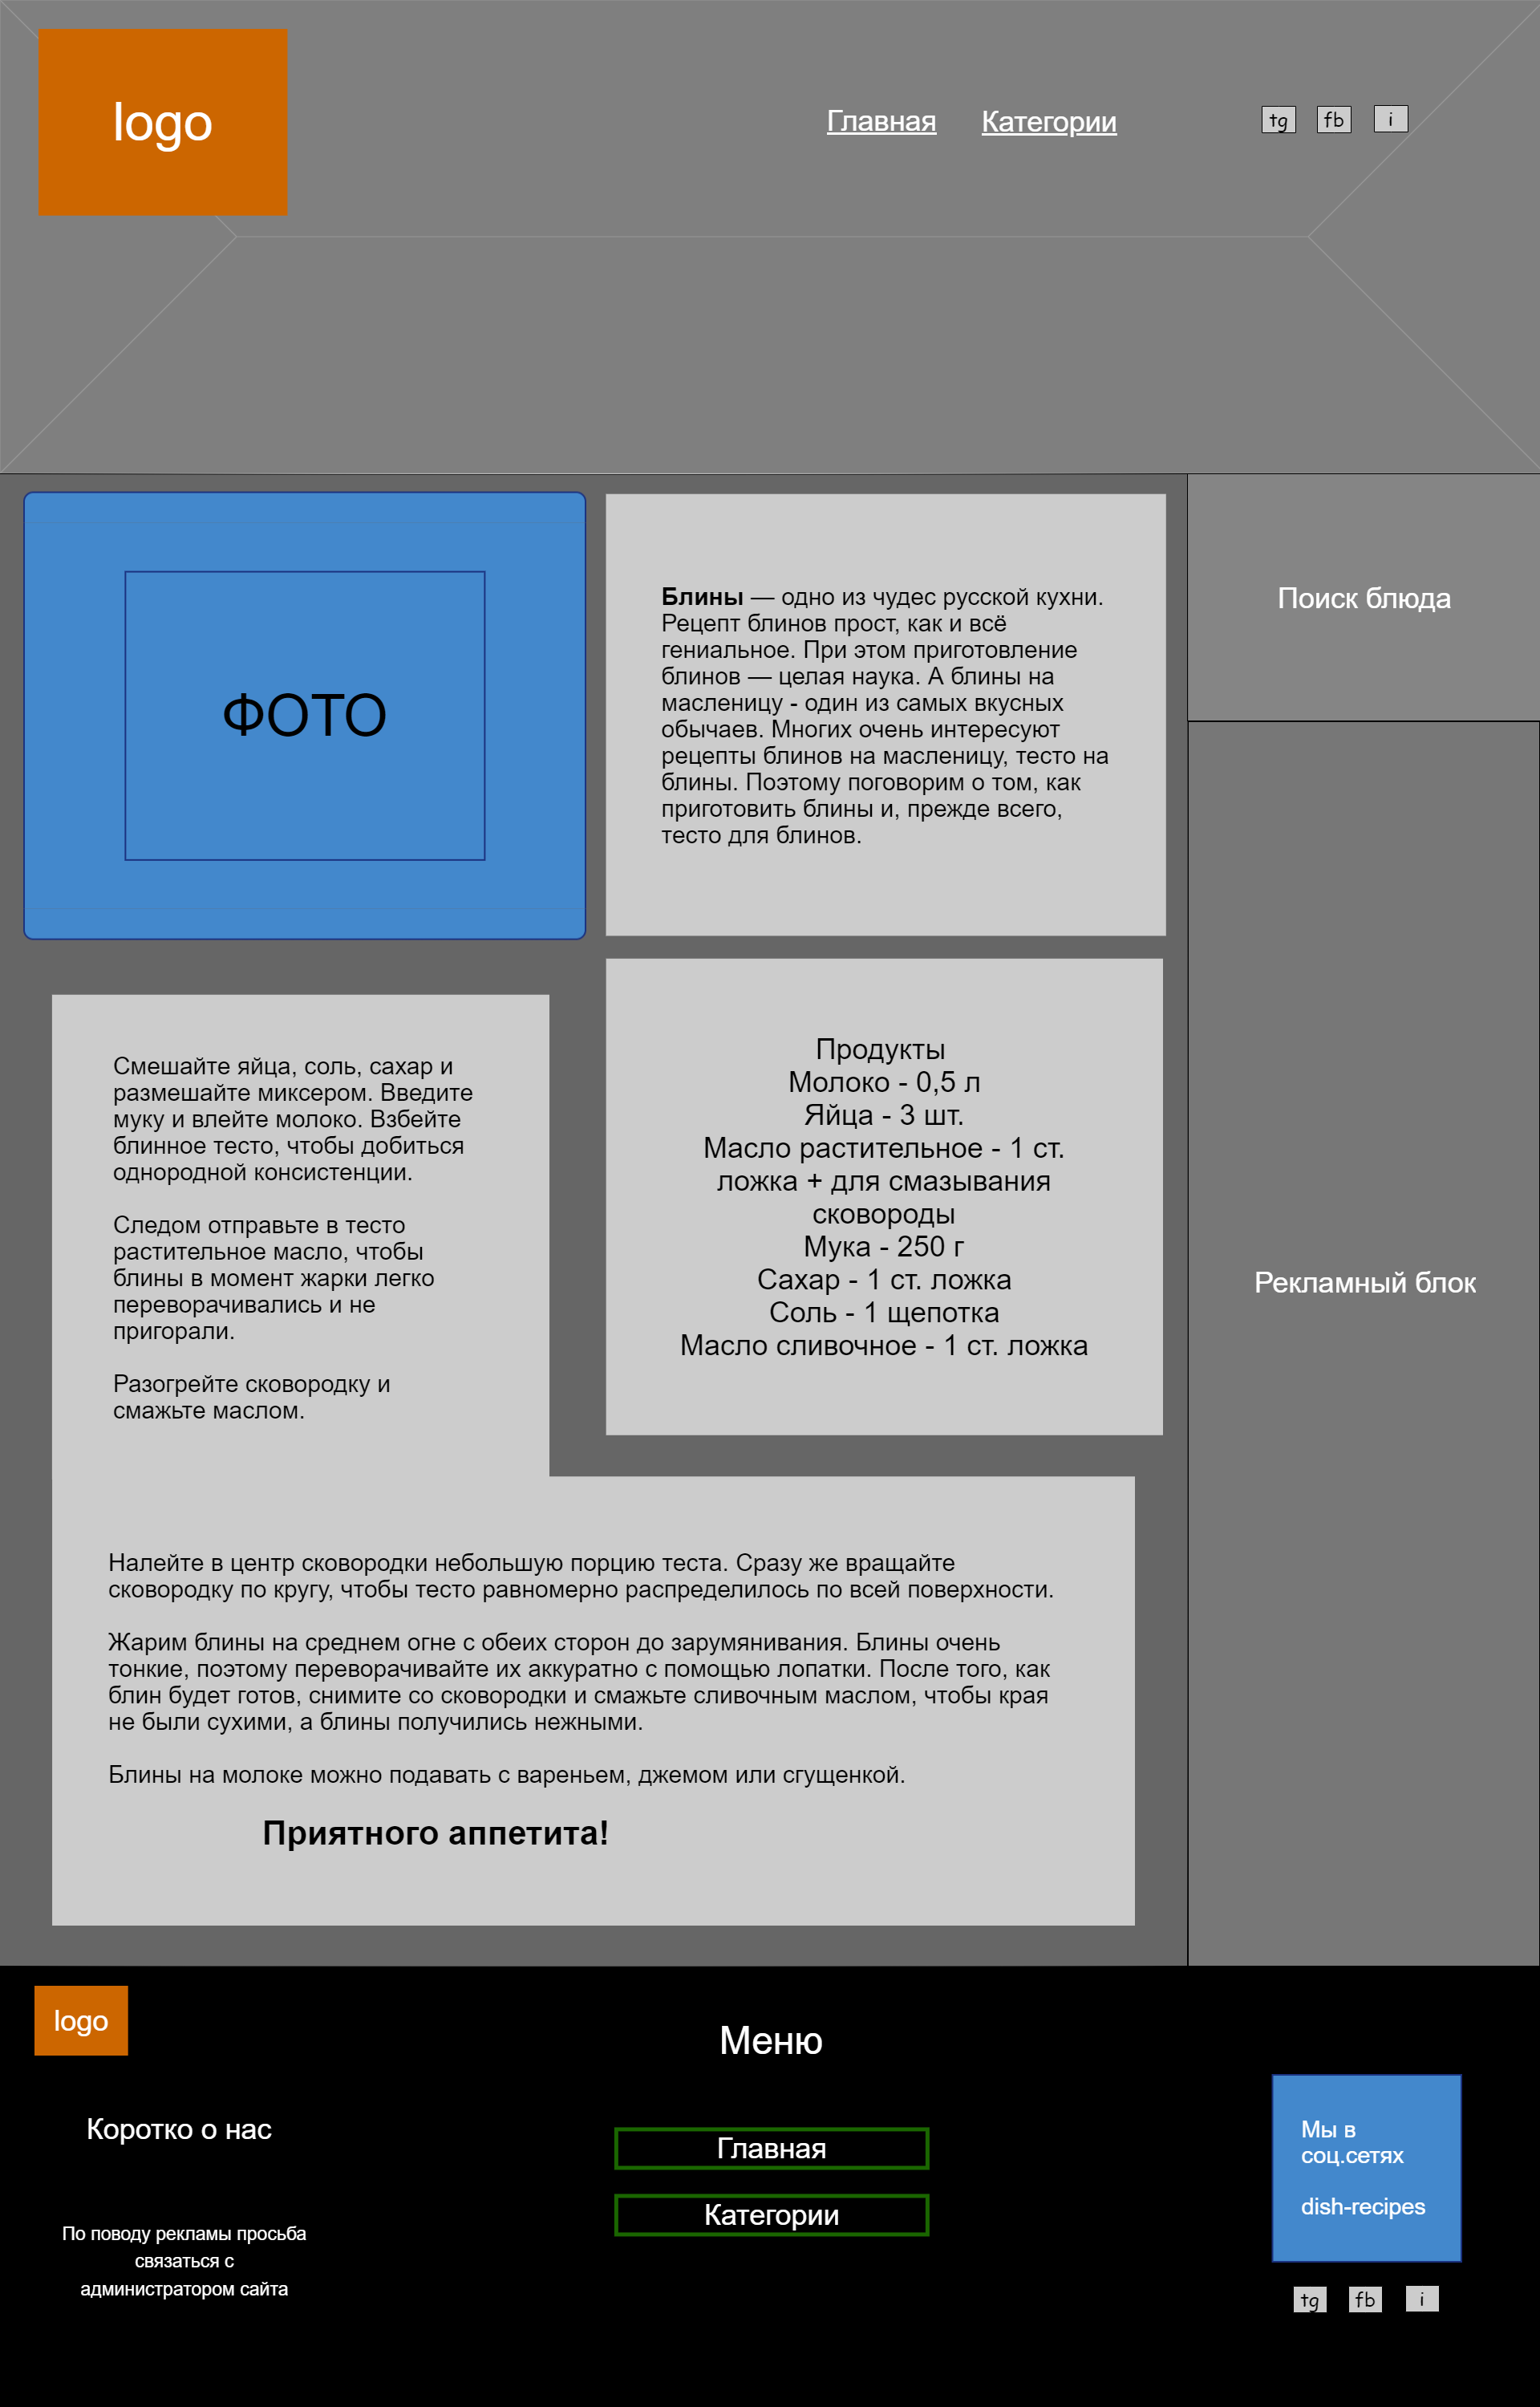 logo
Главная
Категории
tg
fb
i
ФОТО
Блины — одно из чудес русской кухни.
Рецепт блинов прост, как и всё
гениальное. При этом приготовление
блинов — целая наука. А блины на
масленицу - один из самых вкусных
обычаев. Многих очень интересуют
рецепты блинов на масленицу, тесто на
блины. Поэтому поговорим о том, как
приготовить блины и, прежде всего,
тесто для блинов.
Поиск блюда
Смешайте яйца, соль, сахар и
размешайте миксером. Введите
муку и влейте молоко. Взбейте
блинное тесто, чтобы добиться
однородной консистенции.
Следом отправьте в тесто
растительное масло, чтобы
блины в момент жарки легко
переворачивались и не
пригорали.
Разогрейте сковородку и
смажьте маслом.
Продукты
Молоко - 0,5 л
Яйца - 3 шт.
Масло растительное - 1 ст.
ложка + для смазывания
сковороды
Мука - 250 г
Сахар - 1 ст. ложка
Соль - 1 щепотка
Масло сливочное - 1 ст. ложка
Рекламный блок
Налейте в центр сковородки небольшую порцию теста. Сразу же вращайте
сковородку по кругу, чтобы тесто равномерно распределилось по всей поверхности.
Жарим блины на среднем огне с обеих сторон до зарумянивания. Блины очень
тонкие, поэтому переворачивайте их аккуратно с помощью лопатки. После того, как
блин будет готов, снимите со сковородки и смажьте сливочным маслом, чтобы края
не были сухими, а блины получились нежными.
Блины на молоке можно подавать с вареньем, джемом или сгущенкой.
Приятного аппетита!
logo
Коротко о нас
По поводу рекламы просьба
связаться с
администратором сайта
Меню
Главная
Категории
Мы в
соц.сетях
dish-recipes
tg
fb
i